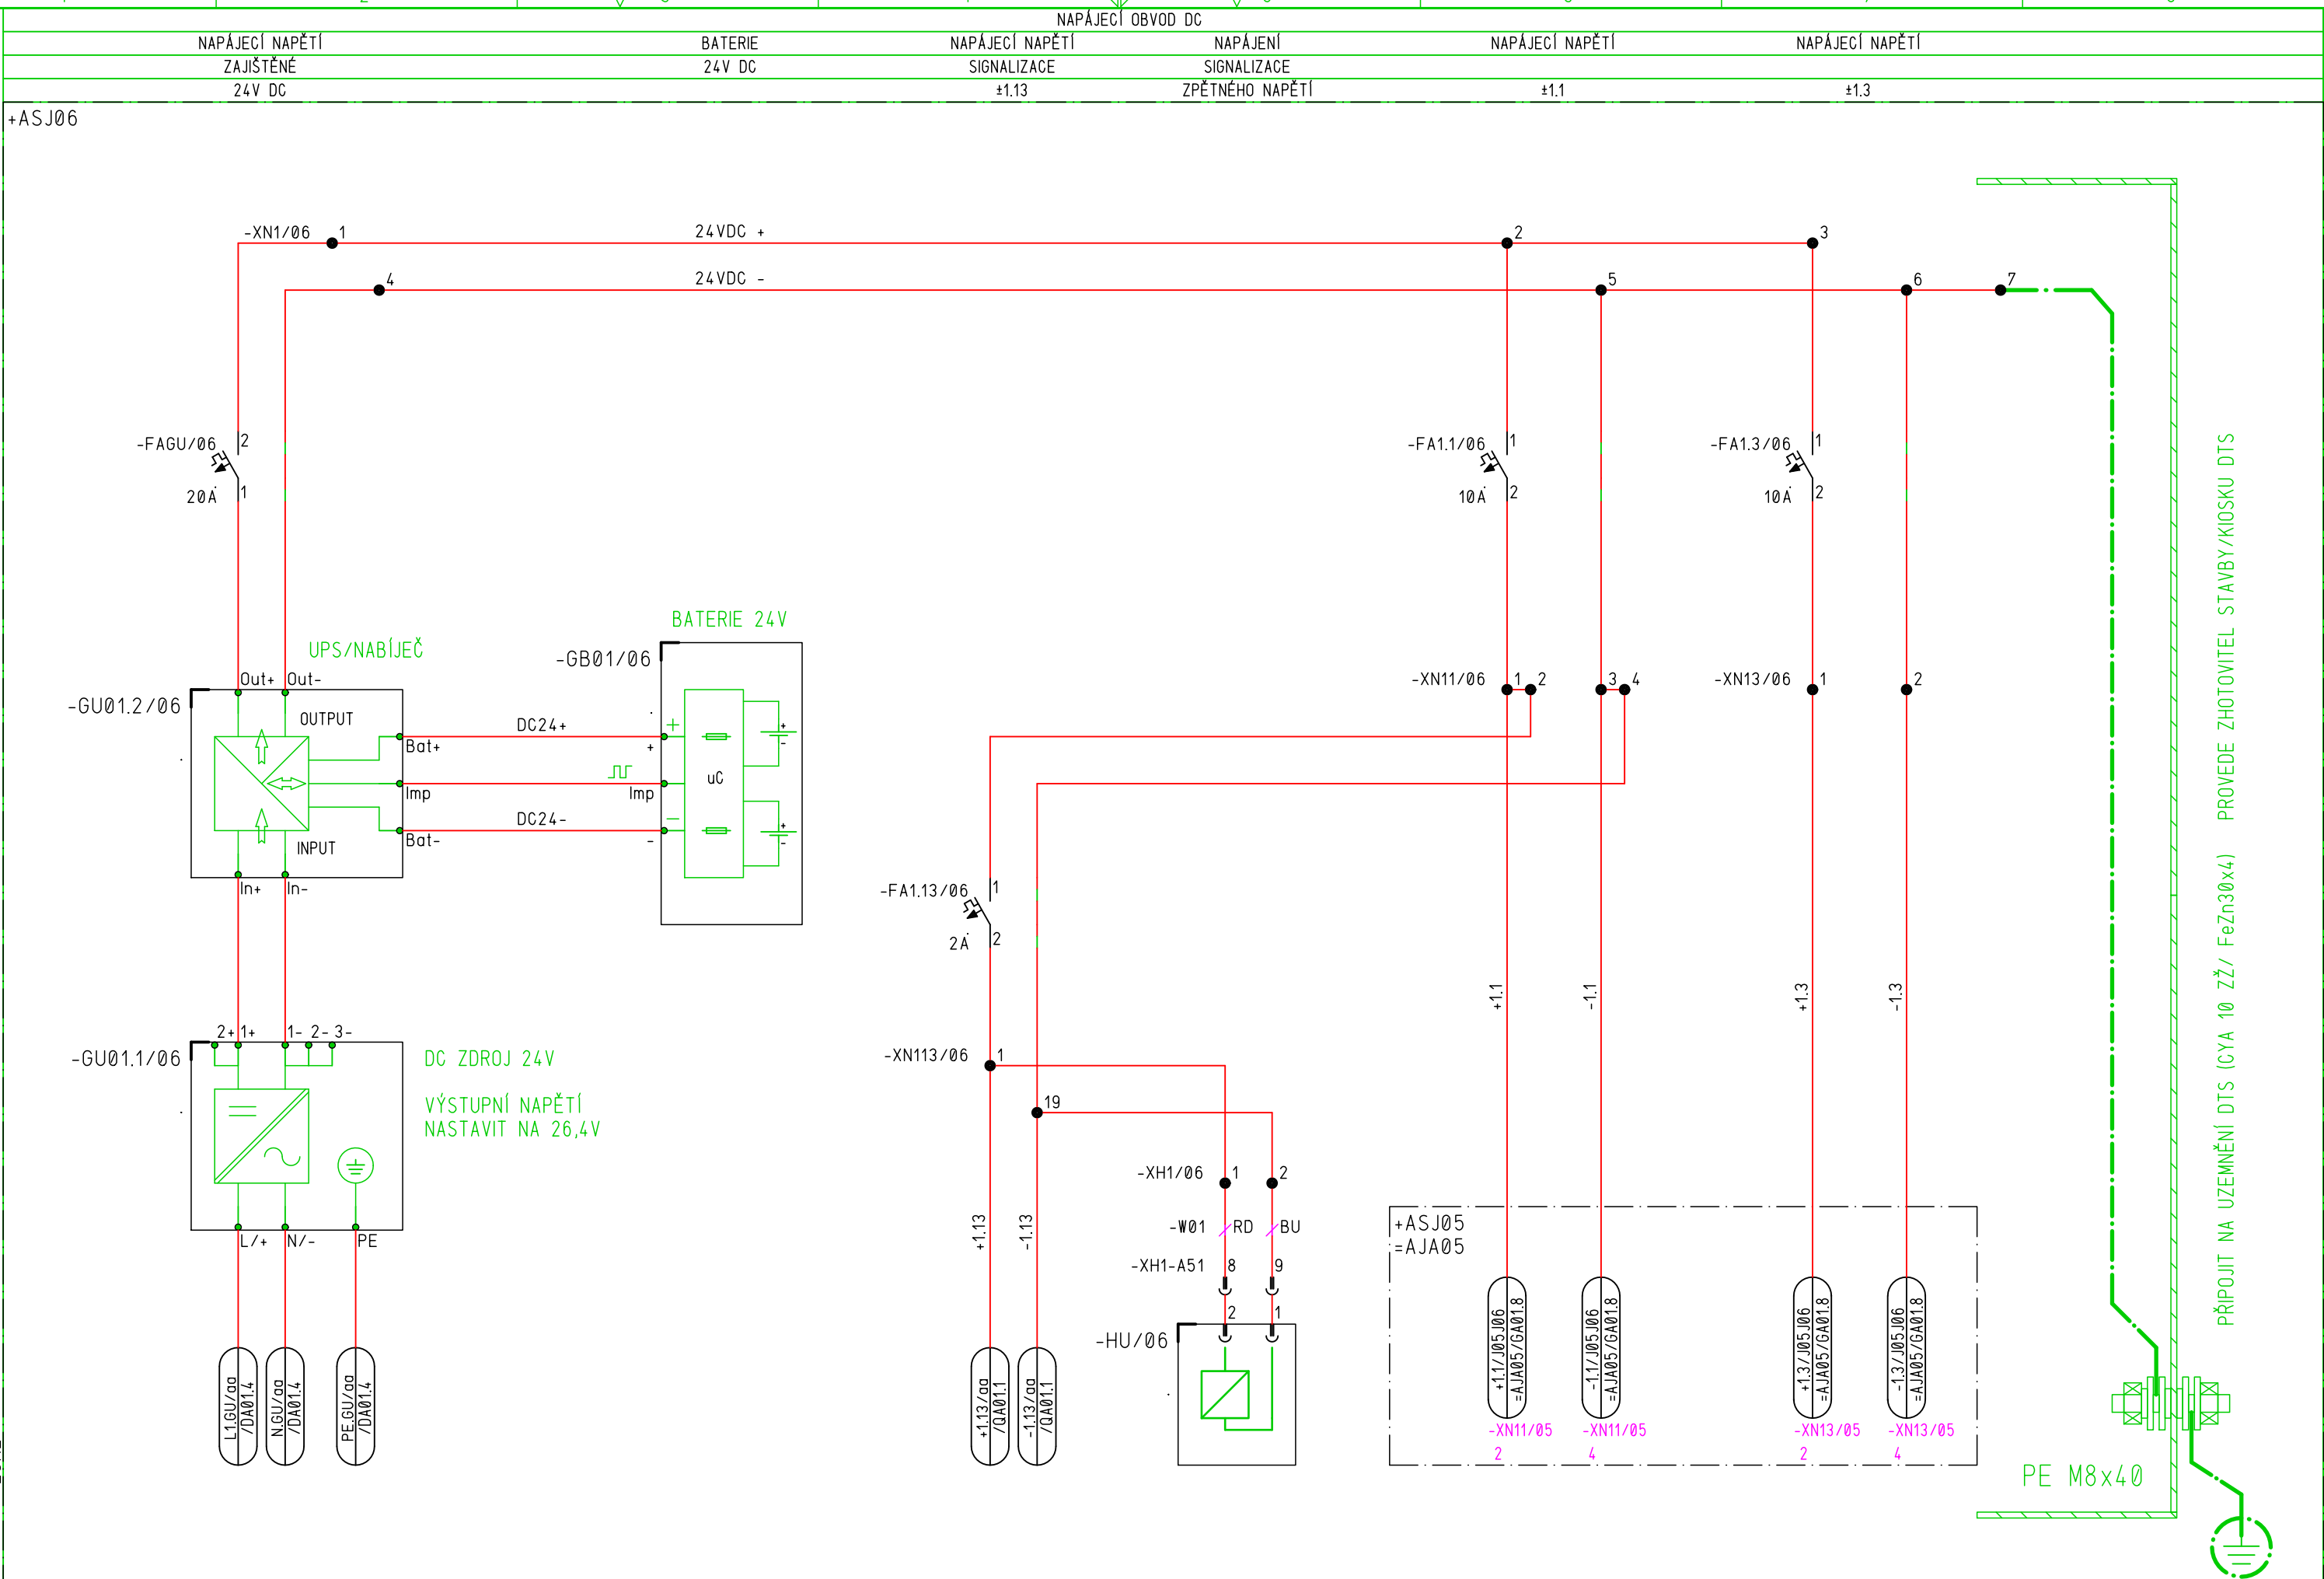 NAPÁJECÍ OBVOD DC
NAPÁJECÍ NAPĚTÍ
ZAJIŠTĚNÉ
24V DC
BATERIE
24V DC
NAPÁJECÍ NAPĚTÍ
SIGNALIZACE
±1.13
NAPÁJENÍ
SIGNALIZACE
ZPĚTNÉHO NAPĚTÍ
NAPÁJECÍ NAPĚTÍ
±1.1
NAPÁJECÍ NAPĚTÍ
±1.3
+ASJ06
-XN1/06 1
24VDC +
2
3
4
24VDC -
5
6
7
-FAGU/06
2
20A
1
-FA1.1/06
1
10A
2
-FA1.3/06
1
10A
2
UPS/NABÍJEČ
-GU01.2/06
Out+ Out-
OUTPUT
INPUT
In+ In-
Bat+
Imp
Bat-
DC24+
DC24-
BATERIE 24V
-GB01/06
+
Imp
-
+
-
uC
+
-
+
-
-XN11/06 1 2
3 4
-XN13/06 1
2
-FA1.13/06
1
2A
2
+1.1
-1.1
+1.3
-1.3
-GU01.1/06
2+ 1+
1- 2- 3-
DC ZDROJ 24V
VÝSTUPNÍ NAPĚTÍ
NASTAVIT NA 26,4V
L/+ N/- PE
L1.GU/aa
/DA01.4
N.GU/aa
/DA01.4
PE.GU/aa
/DA01.4
-XN113/06 1
19
+1.13
-1.13
+1.13/aa
/QA01.1
-1.13/aa
/QA01.1
-XH1/06 1 2
-W01 RD BU
-XH1-A51 8 9
2 1
-HU/06
+ASJ05
=AJA05
+1.1/J05J06
=AJA05/GA01.8
-1.1/J05J06
=AJA05/GA01.8
+1.3/J05J06
=AJA05/GA01.8
-1.3/J05J06
=AJA05/GA01.8
-XN11/05
2
-XN11/05
4
-XN13/05
2
-XN13/05
4
PŘIPOJIT NA UZEMNĚNÍ DTS (CYA 10 ZŽ/ FeZn30x4) PROVEDE ZHOTOVITEL STAVBY/KIOSKU DTS
PE M8x40